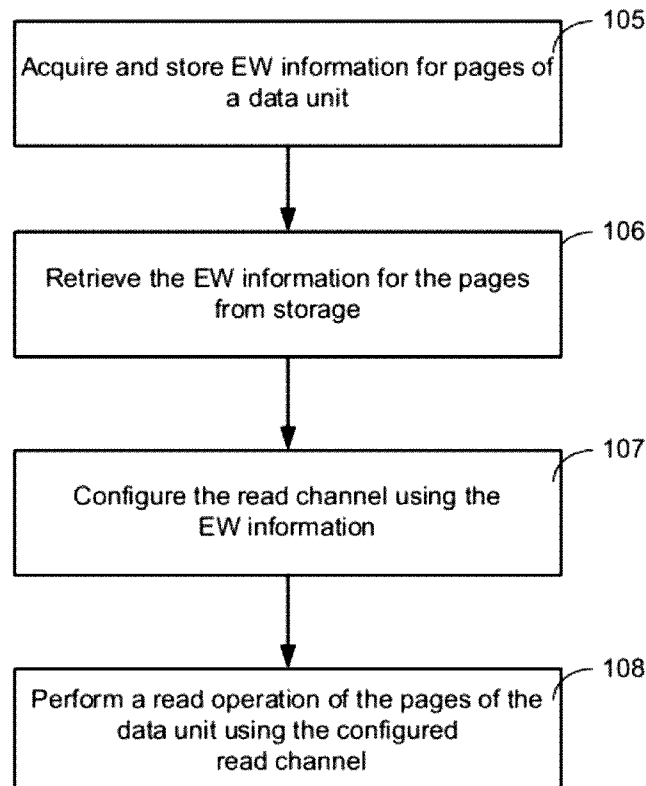 105
Acquire and store EW information for pages of
a data unit
106
Retrieve the EW information for the pages
from storage
107
Configure the read channel using the
EW information
108
Perform a read operation of the pages of the
data unit using the configured
read channel